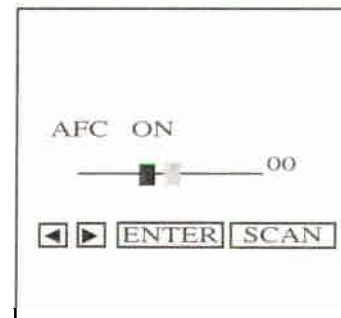 AFC ON
00
◀ ▶ ENTER SCAN